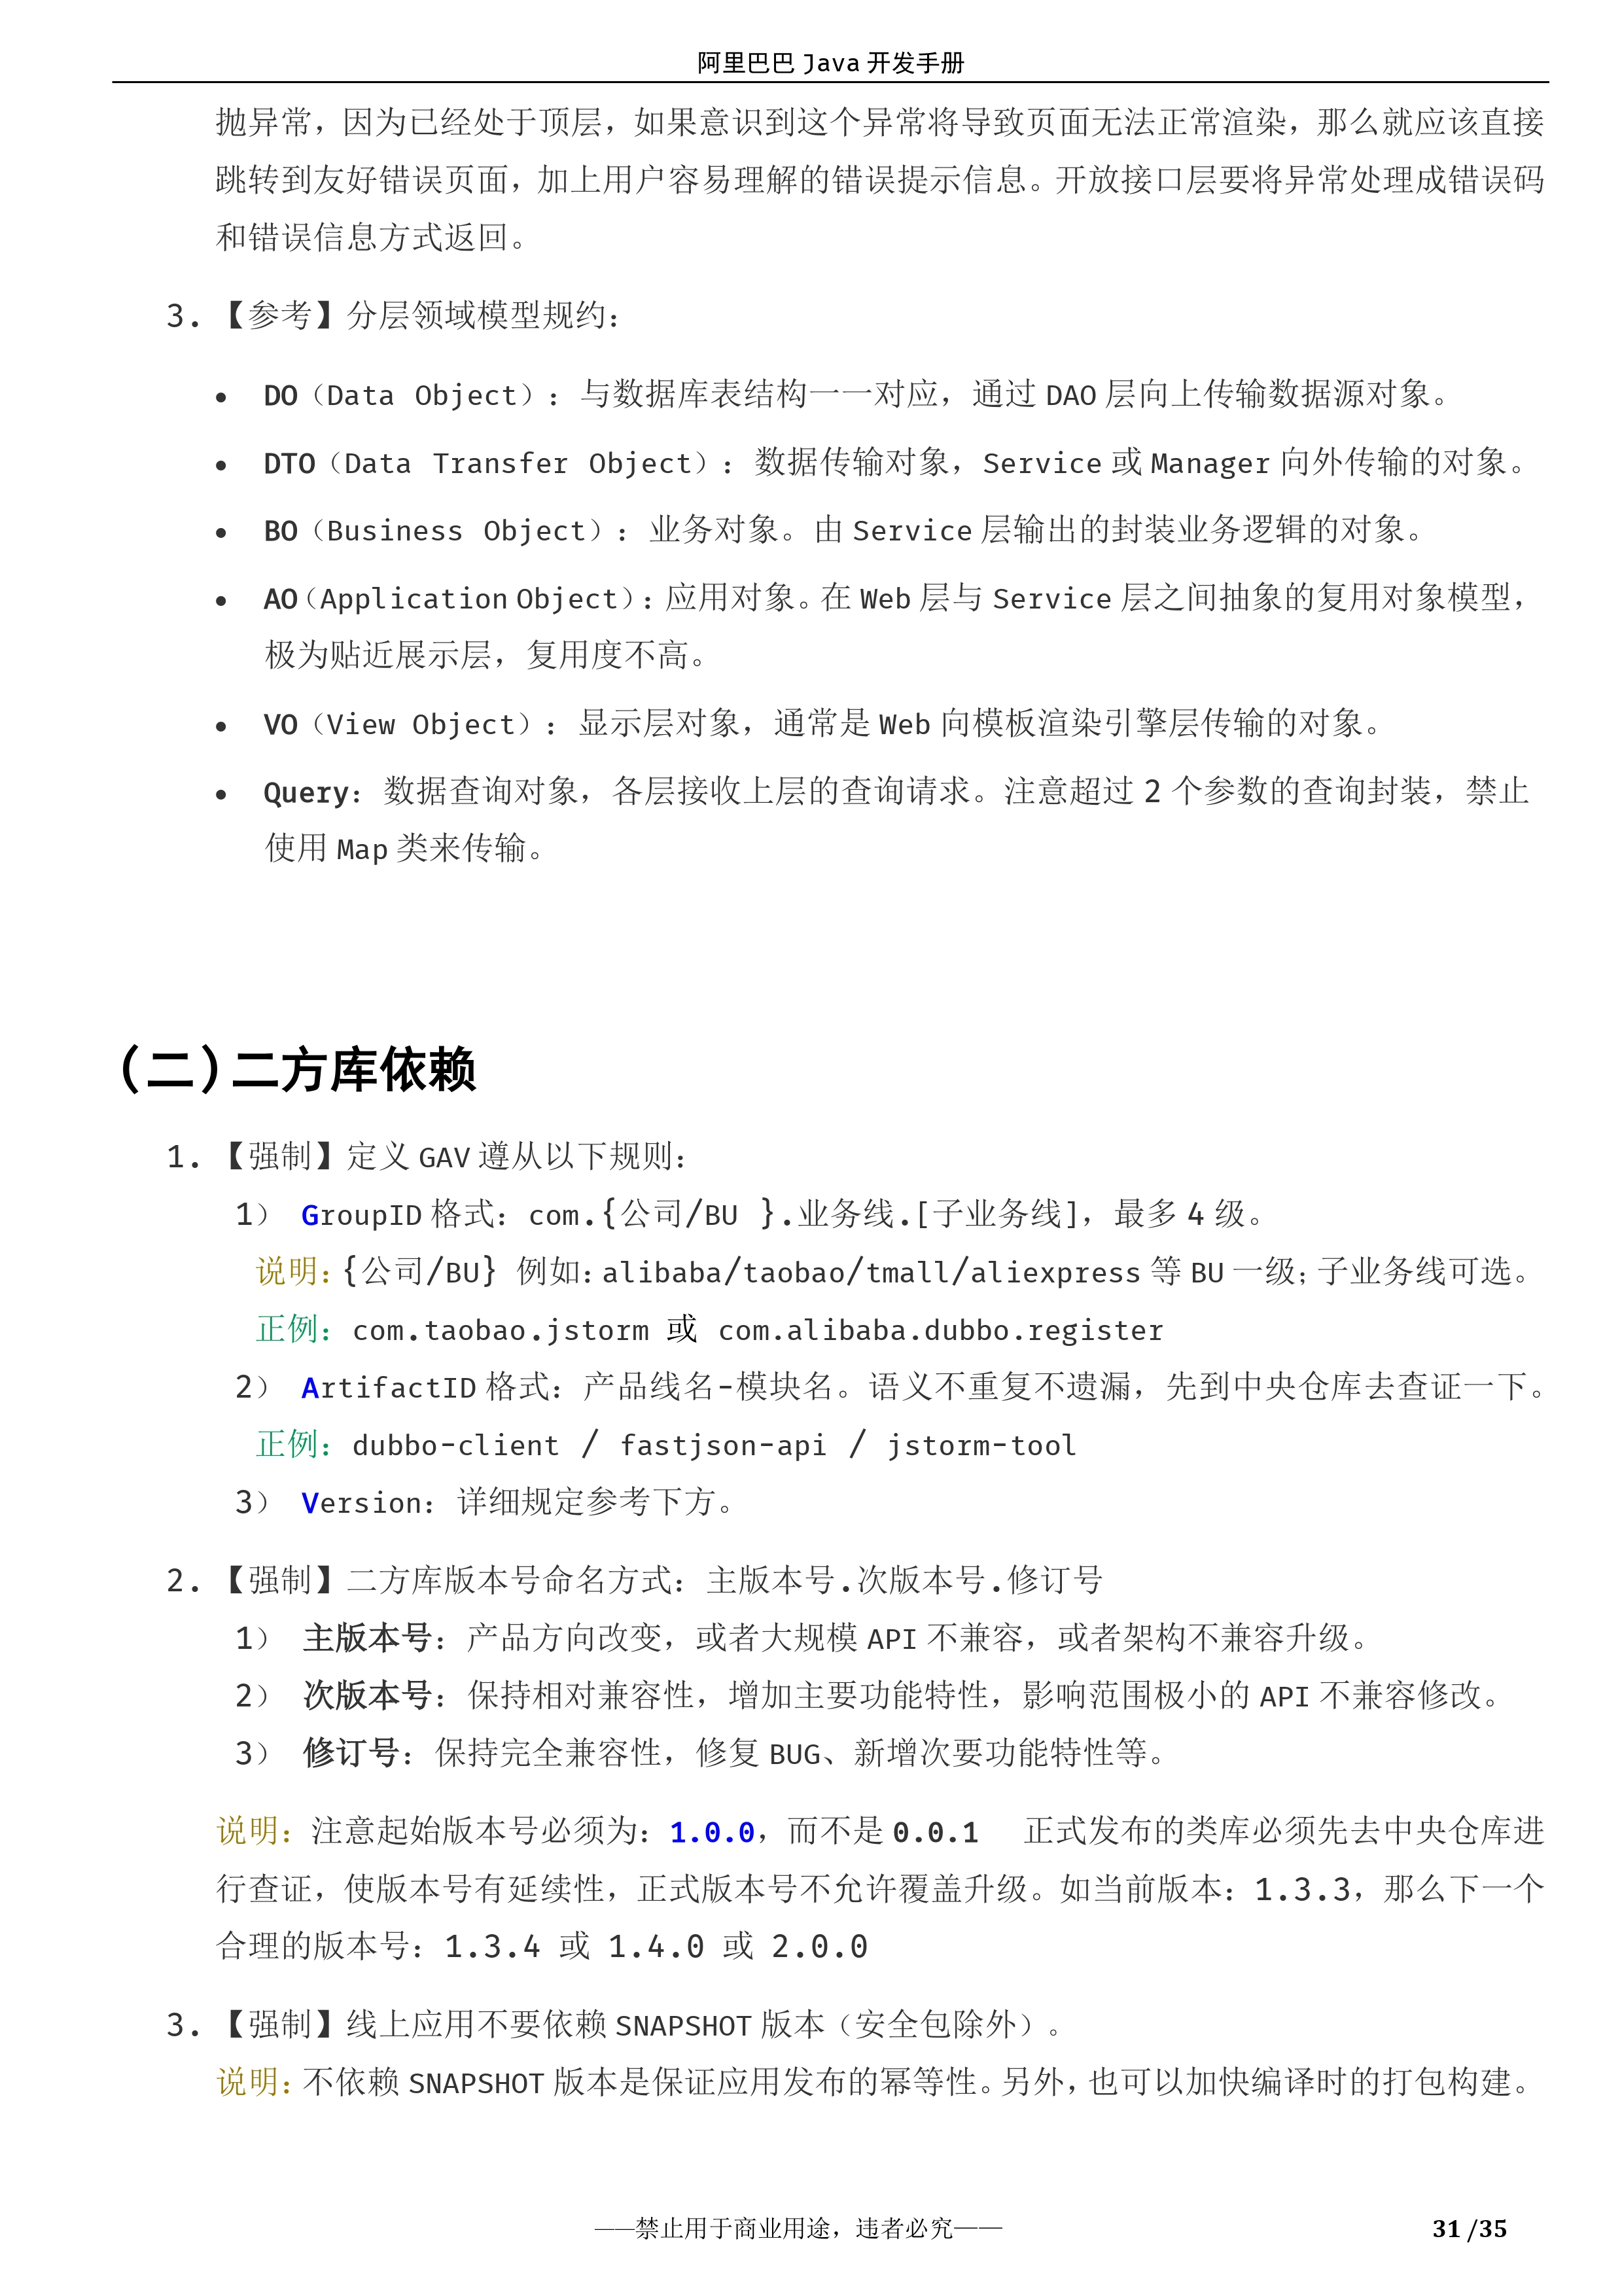 阿里巴巴 Java 开发手册
抛异常，因为已经处于顶层，如果意识到这个异常将导致页面无法正常渲染，那么就应该直接
跳转到友好错误页面，加上用户容易理解的错误提示信息。开放接口层要将异常处理成错误码
和错误信息方式返回。
3. 【参考】分层领域模型规约：
• DO（Data Object）：与数据库表结构一一对应，通过 DAO 层向上传输数据源对象。
• DTO（Data Transfer Object）：数据传输对象，Service 或 Manager 向外传输的对象。
• BO（Business Object）：业务对象。由 Service 层输出的封装业务逻辑的对象。
• AO（Application Object）：应用对象。在 Web 层与 Service 层之间抽象的复用对象模型，
极为贴近展示层，复用度不高。
• VO（View Object）：显示层对象，通常是 Web 向模板渲染引擎层传输的对象。
• Query：数据查询对象，各层接收上层的查询请求。注意超过 2 个参数的查询封装，禁止
使用 Map 类来传输。
(二)二方库依赖
1. 【强制】定义 GAV 遵从以下规则：
1） GroupID 格式：com.{公司/BU }.业务线.[子业务线]，最多 4 级。
说明：{公司/BU} 例如：alibaba/taobao/tmall/aliexpress 等 BU 一级；子业务线可选。
正例：com.taobao.jstorm 或 com.alibaba.dubbo.register
2） ArtifactID 格式：产品线名-模块名。语义不重复不遗漏，先到中央仓库去查证一下。
正例：dubbo-client / fastjson-api / jstorm-tool
3） Version：详细规定参考下方。
2. 【强制】二方库版本号命名方式：主版本号.次版本号.修订号
1） 主版本号：产品方向改变，或者大规模 API 不兼容，或者架构不兼容升级。
2） 次版本号：保持相对兼容性，增加主要功能特性，影响范围极小的 API 不兼容修改。
3） 修订号：保持完全兼容性，修复 BUG、新增次要功能特性等。
说明：注意起始版本号必须为：1.0.0，而不是 0.0.1 正式发布的类库必须先去中央仓库进
行查证，使版本号有延续性，正式版本号不允许覆盖升级。如当前版本：1.3.3，那么下一个
合理的版本号：1.3.4 或 1.4.0 或 2.0.0
3. 【强制】线上应用不要依赖 SNAPSHOT 版本（安全包除外）。
说明：不依赖 SNAPSHOT 版本是保证应用发布的幂等性。另外，也可以加快编译时的打包构建。
——禁止用于商业用途，违者必究——
31 /35